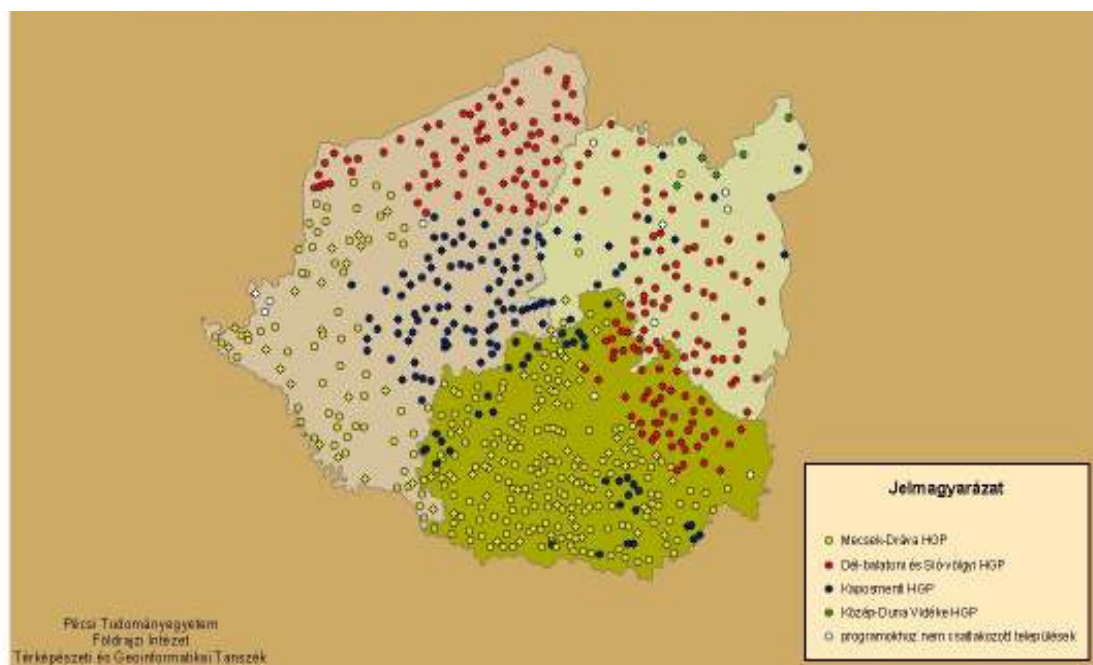 Jelmagyarázat
Mecsek-Dráva HGP
Dél-balatoni és Sió-völgyi HGP
Kaposmenti HGP
Közép-Duna Vidéke HGP
programokhoz nem csatlakozott települések
Pécsi Tudományegyetem
Földrajzi Intézet
Térképészeti és Geoinformatikai Tanszék